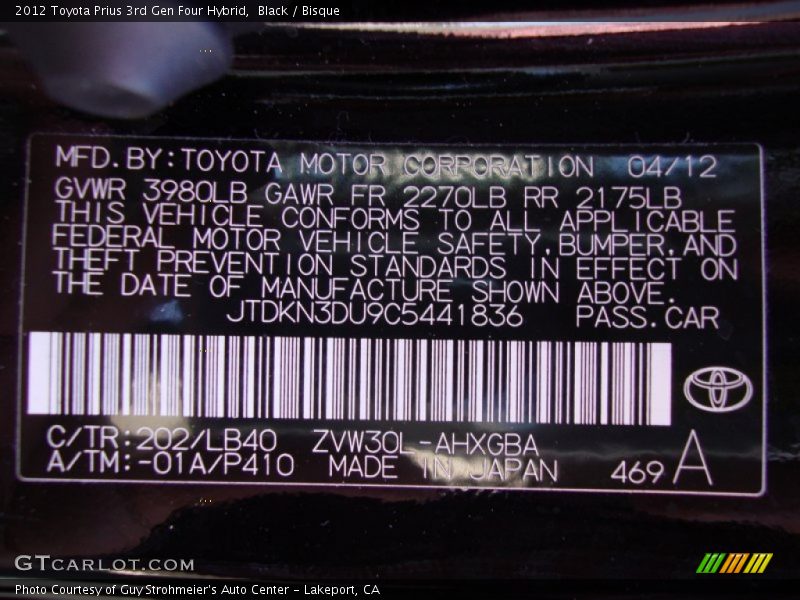 2012 Toyota Prius 3rd Gen Four Hybrid,  Black / Bisque
MFD.BY:TOYOTA MOTOR CORPORATION 04/12
GVWR 3980LB GAWR FR 2270LB RR 2175LB
THIS VEHICLE CONFORMS TO ALL APPLICABLE
FEDERAL MOTOR VEHICLE SAFETY,BUMPER,AND
THEFT PREVENTION STANDARDS IN EFFECT ON
THE DATE OF MANUFACTURE SHOWN ABOVE.
JTDKN3DU9C5441836 PASS.CAR
C/TR:202/LB40 ZVW30L-AHXGBA
A/TM:-01A/P410 MADE IN JAPAN 469 A
GTCARLOT.COM
Photo Courtesy of Guy Strohmeier's Auto Center – Lakeport, CA